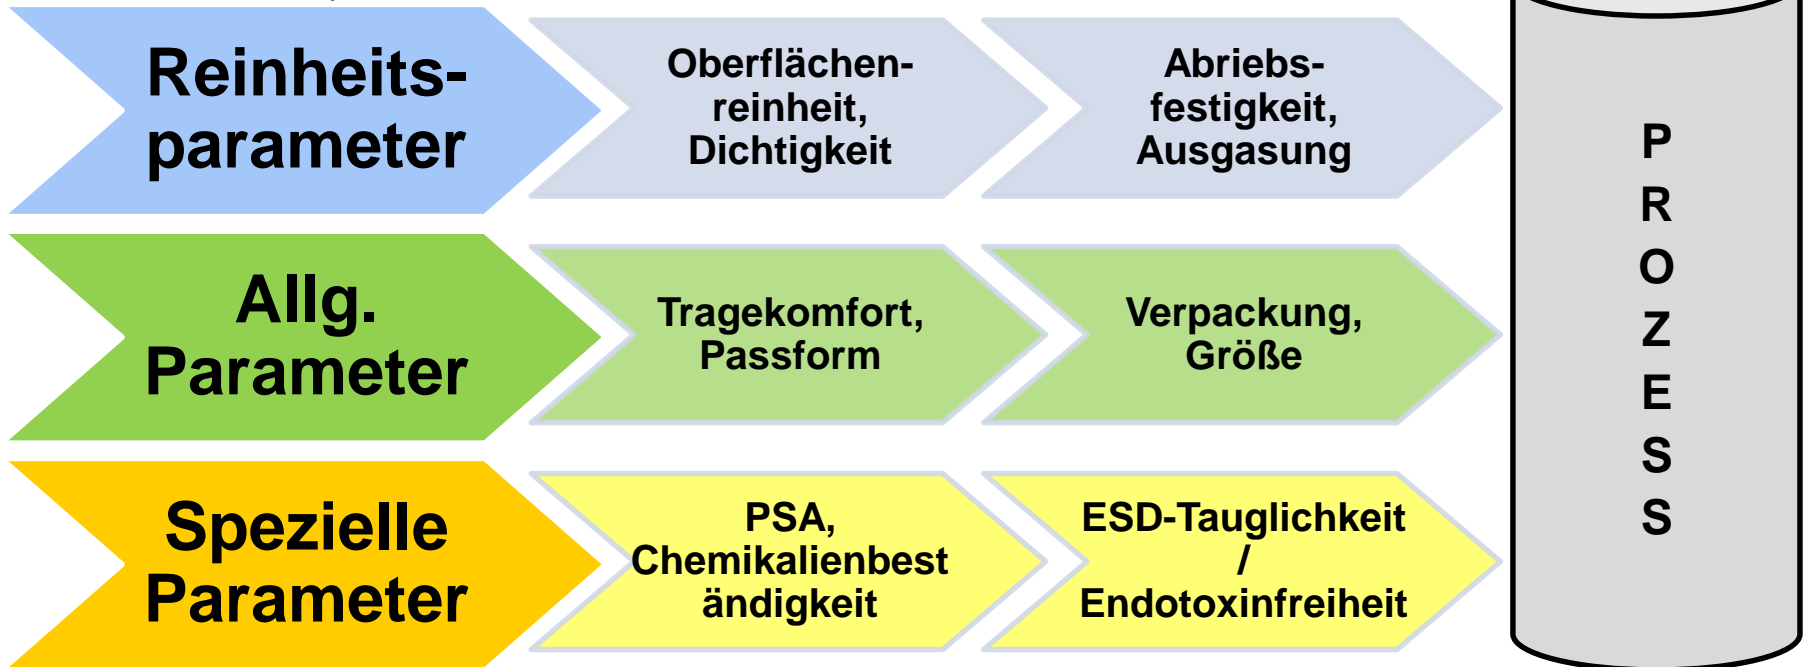 Reinheits-
parameter
Oberflächen-
reinheit,
Dichtigkeit
Abriebs-
festigkeit,
Ausgasung
Allg.
Parameter
Tragekomfort,
Passform
Verpackung,
Größe
Spezielle
Parameter
PSA,
Chemikalienbest
ändigkeit
ESD-Tauglichkeit
/
Endotoxinfreiheit
P
R
O
Z
E
S
S